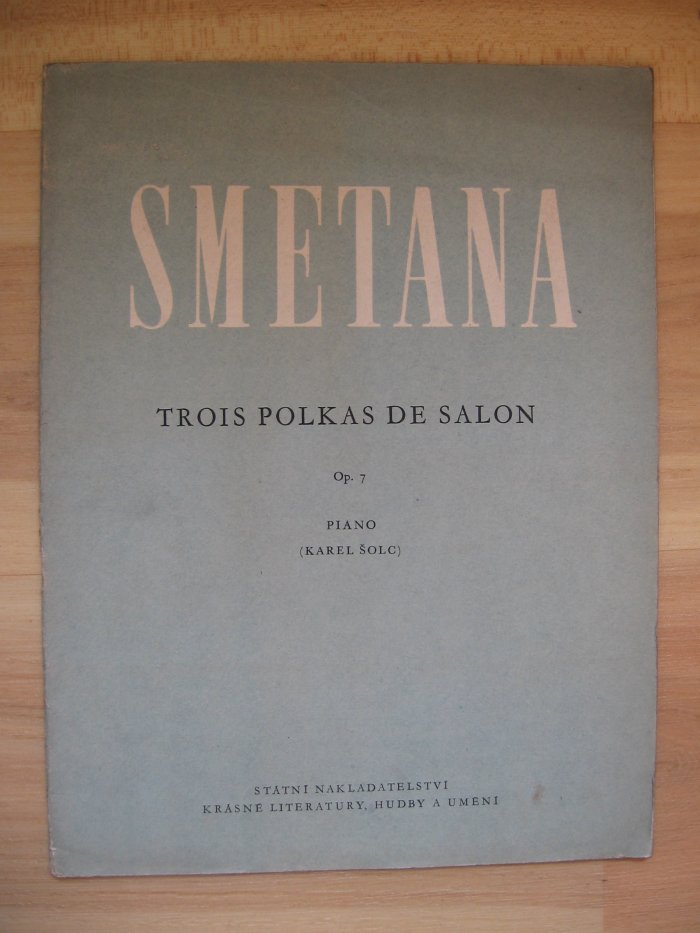 SMETANA
TROIS POLKAS DE SALON
Op. 7
PIANO
(KAREL ŠOLC)
STÁTNÍ NAKLADATELSTVÍ
KRÁSNÉ LITERATURY, HUDBY A UMĚNÍ